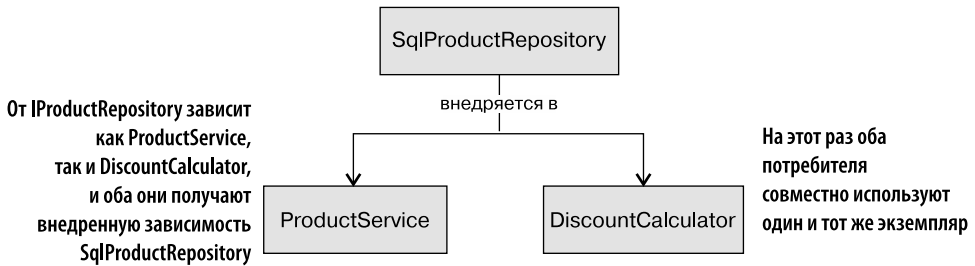 SqlProductRepository
внедряется в
От IProductRepository зависит
как ProductService,
так и DiscountCalculator,
и оба они получают
внедренную зависимость
SqlProductRepository
ProductService
DiscountCalculator
На этот раз оба
потребителя
совместно используют
один и тот же экземпляр